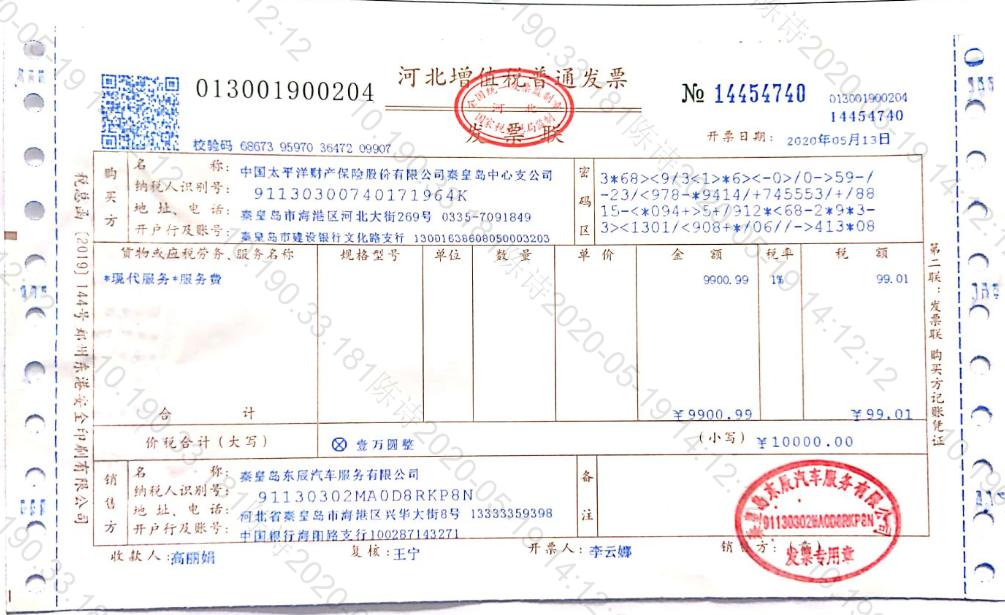 河北增值税普通发票
013001900204
全国统一发票监制章
河北
国家税务总局监制
发票联
№ 14454740
013001900204
14454740
校验码 68673 95970 36472 09907
开票日期: 2020年05月13日
购买方
名 称: 中国太平洋财产保险股份有限公司秦皇岛中心支公司
纳税人识别号: 91130300740171964K
地址、电话: 秦皇岛市海港区河北大街269号 0335-7091849
开户行及账号: 秦皇岛市建设银行文化路支行 13001638608050003203
密码区
3*68><9/3<1>*6><-0>/0->59-/
-23/<978-*9414/+745553/+/88
15-<*094+>5+/912*<68-2*9*3-
3><1301/<908+*/06//->413*08
货物或应税劳务、服务名称 规格型号 单位 数量 单价 金额 税率 税额
*现代服务*服务费 9900.99 1% 99.01
合计 ¥9900.99 ¥99.01
价税合计(大写) ⊗ 壹万圆整 (小写) ¥10000.00
销售方
名 称: 秦皇岛东辰汽车服务有限公司
纳税人识别号: 91130302MA0D8RKP8N
地址、电话: 河北省秦皇岛市海港区兴华大街8号 13333359398
开户行及账号: 中国银行海阳路支行100287143271
备注
收款人: 高丽娟 复核: 王宁 开票人: 李云娜 销售方: (章)
秦皇岛东辰汽车服务有限公司
91130302MA0D8RKP8N
发票专用章
税总函〔2019〕144号 郑州东港安全印刷有限公司
第二联:发票联 购买方记账凭证
10.190.33.181陈诗2020-05-19 14:12:12